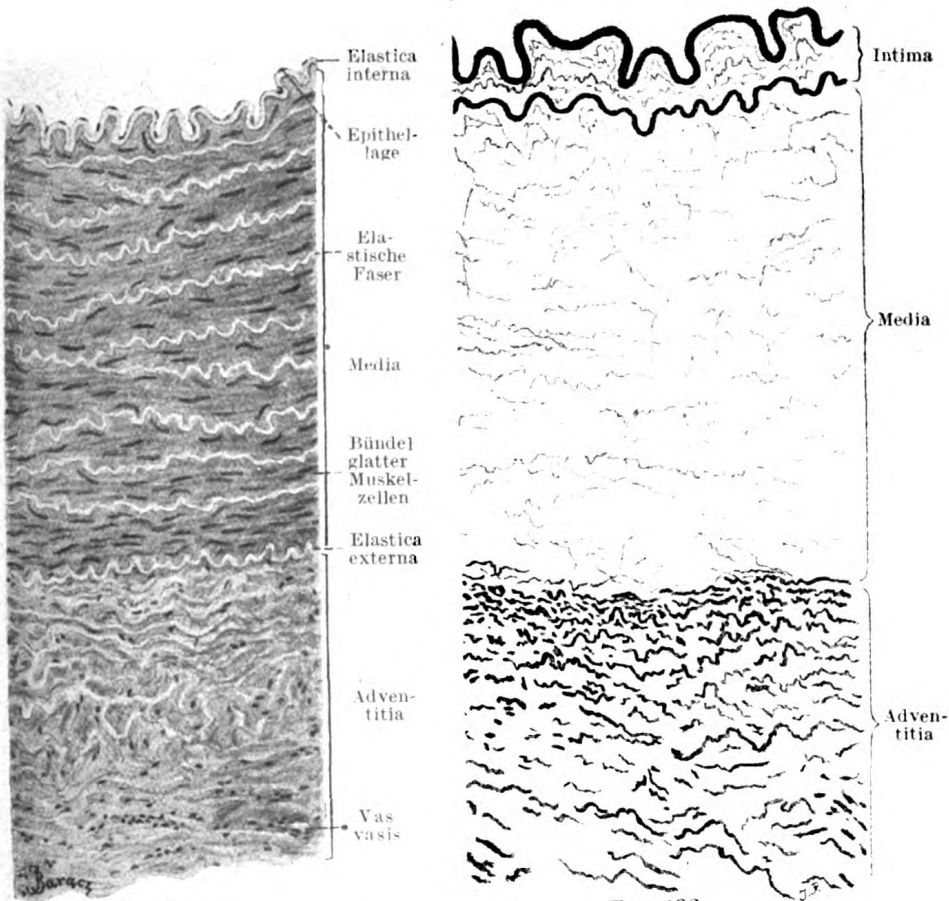 Elastica
interna
Epithel-
lage
Ela-
stische
Faser
Media
Bündel
glatter
Muskel-
zellen
Elastica
externa
Adven-
titia
Vas
vasis
Intima
Media
Adven-
titia